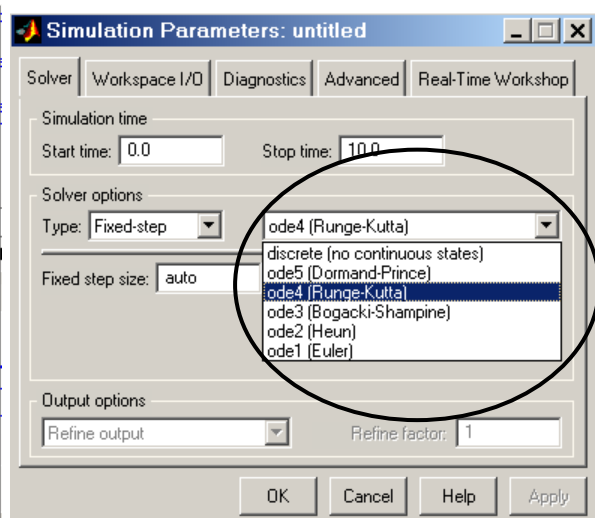 Simulation Parameters: untitled
Solver Workspace I/O Diagnostics Advanced Real-Time Workshop
Simulation time
Start time: 0.0 Stop time: 10.0
Solver options
Type: Fixed-step ode4 (Runge-Kutta)
discrete (no continuous states)
ode5 (Dormand-Prince)
Fixed step size: auto
ode4 (Runge-Kutta)
ode3 (Bogacki-Shampine)
ode2 (Heun)
ode1 (Euler)
Output options
Refine output Refine factor: 1
OK Cancel Help Apply